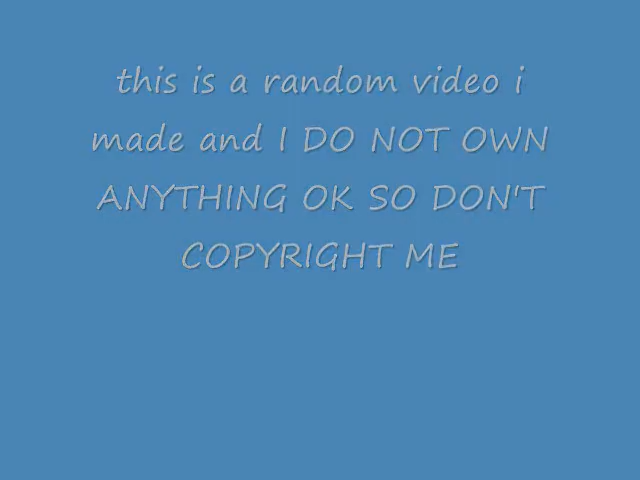 this is a random video i
made and I DO NOT OWN
ANYTHING OK SO DON'T
COPYRIGHT ME